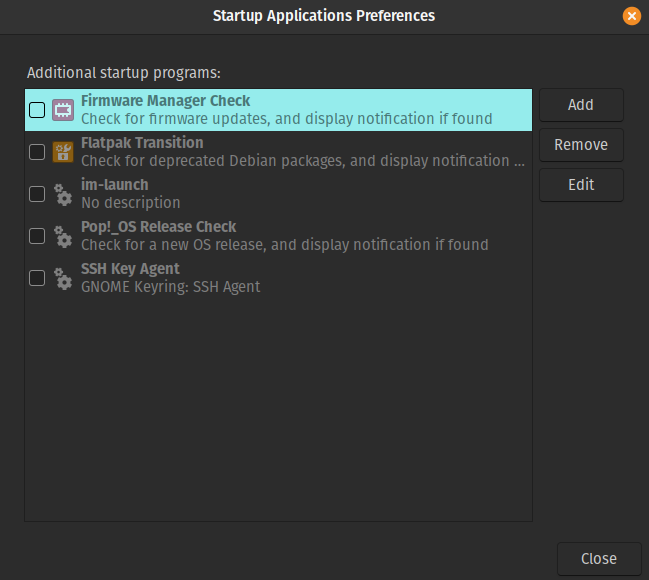 Startup Applications Preferences
Additional startup programs:
Firmware Manager Check
Check for firmware updates, and display notification if found
Flatpak Transition
Check for deprecated Debian packages, and display notification ...
im-launch
No description
Pop!_OS Release Check
Check for a new OS release, and display notification if found
SSH Key Agent
GNOME Keyring: SSH Agent
Add
Remove
Edit
Close